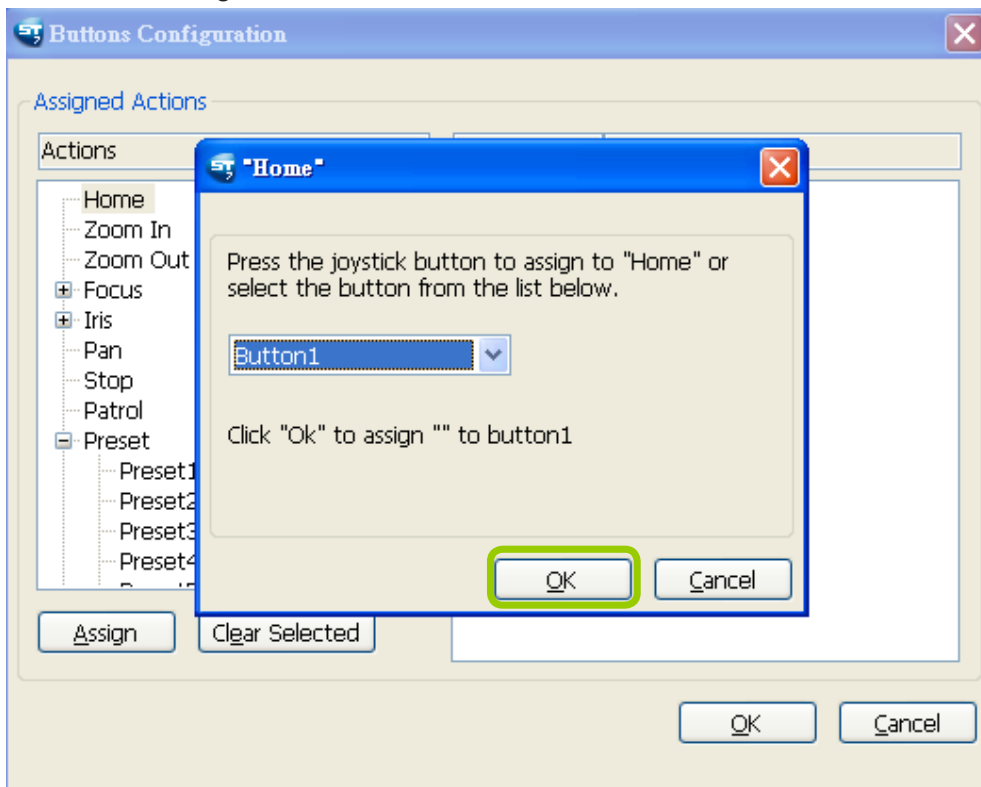 Buttons Configuration
Assigned Actions
Actions
Home
Zoom In
Zoom Out
Focus
Iris
Pan
Stop
Patrol
Preset
Preset1
Preset2
Preset3
Preset4
"Home"
Press the joystick button to assign to "Home" or
select the button from the list below.
Button1
Click "Ok" to assign "" to button1
OK
Cancel
Assign
Clear Selected
OK
Cancel